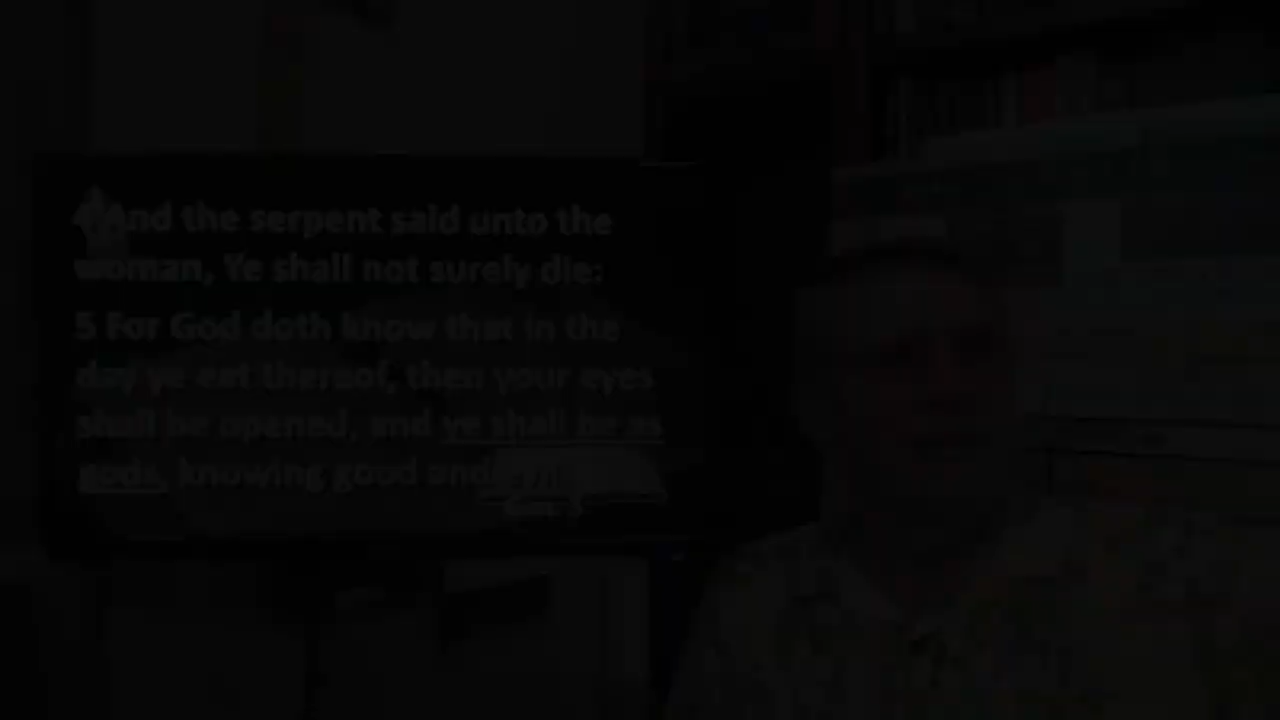 4 And the serpent said unto the
woman, Ye shall not surely die:
5 For God doth know that in the
day ye eat thereof, then your eyes
shall be opened, and ye shall be as
gods, knowing good and evil